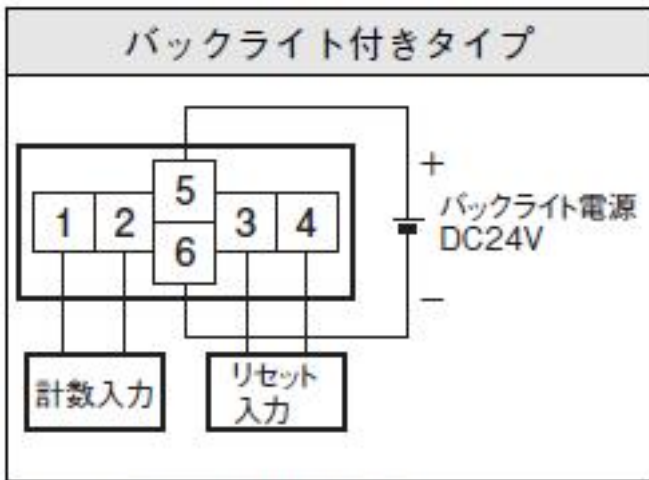 バックライト付きタイプ
5
+
1 2 3 4
バックライト電源
DC24V
6
−
計数入力
リセット
入力